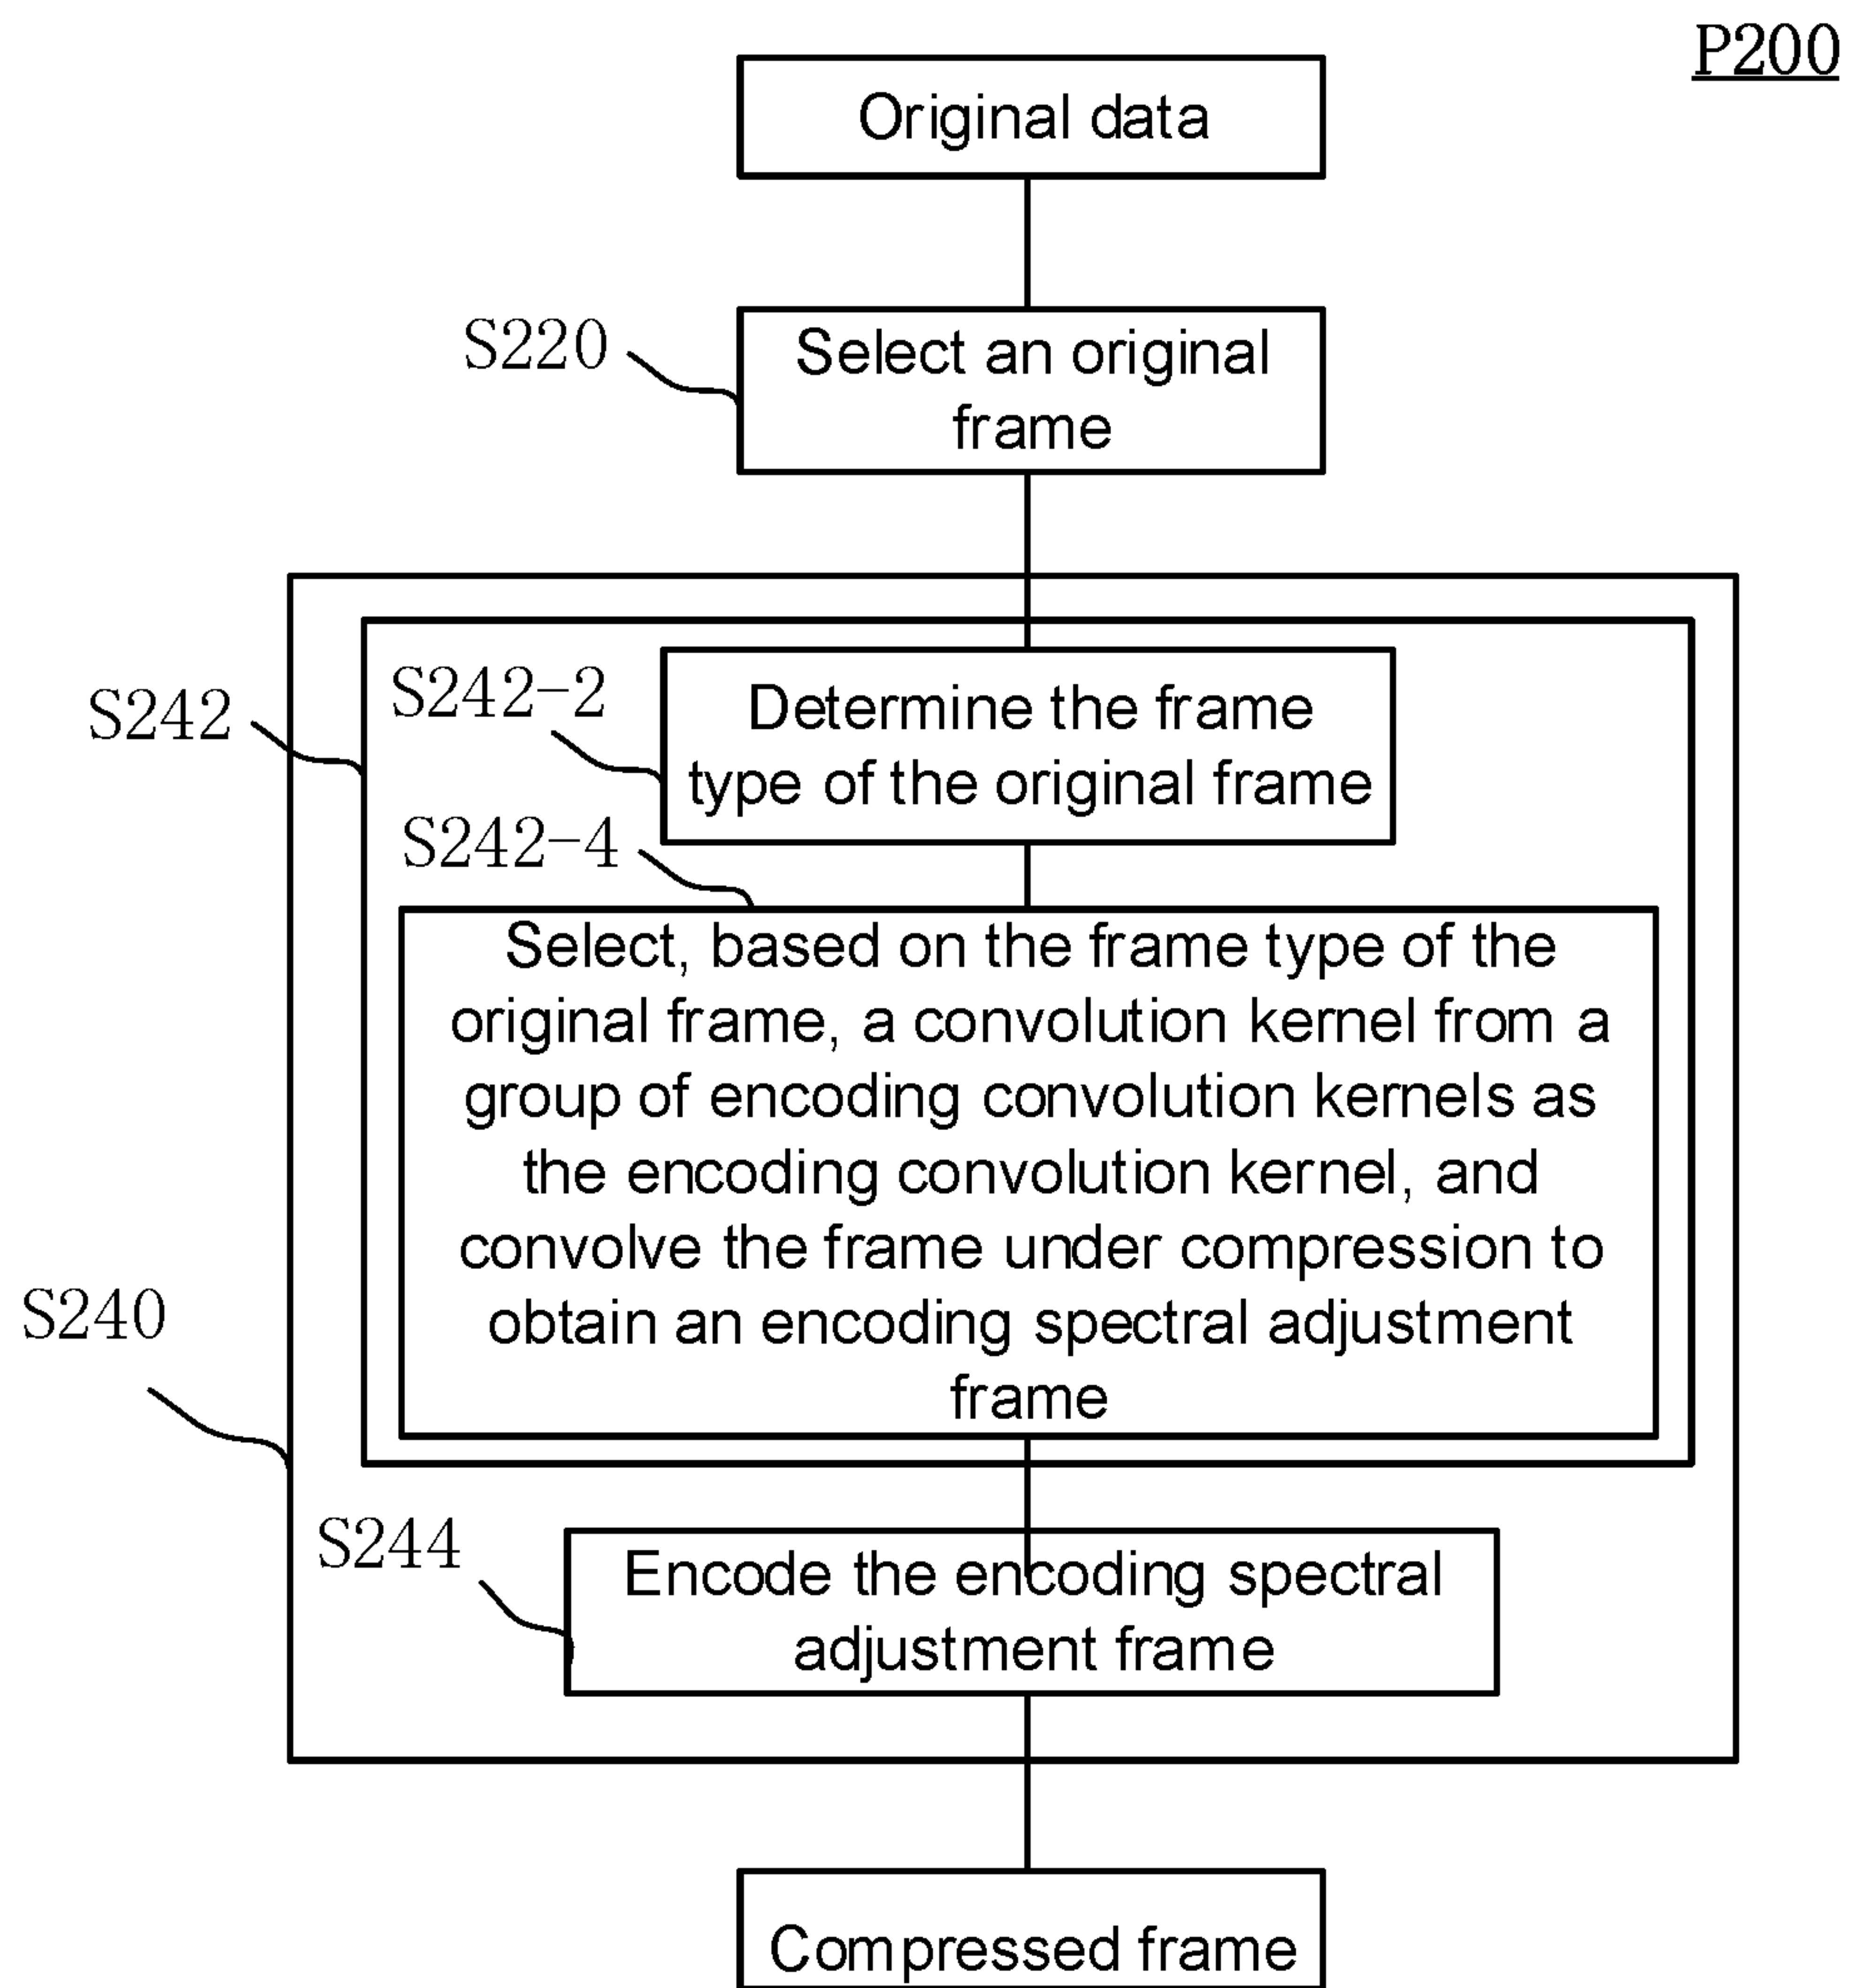 P200
Original data
S220
Select an original
frame
S242
S242-2
Determine the frame
type of the original frame
S242-4
Select, based on the frame type of the
original frame, a convolution kernel from a
group of encoding convolution kernels as
the encoding convolution kernel, and
convolve the frame under compression to
obtain an encoding spectral adjustment
frame
S240
S244
Encode the encoding spectral
adjustment frame
Compressed frame